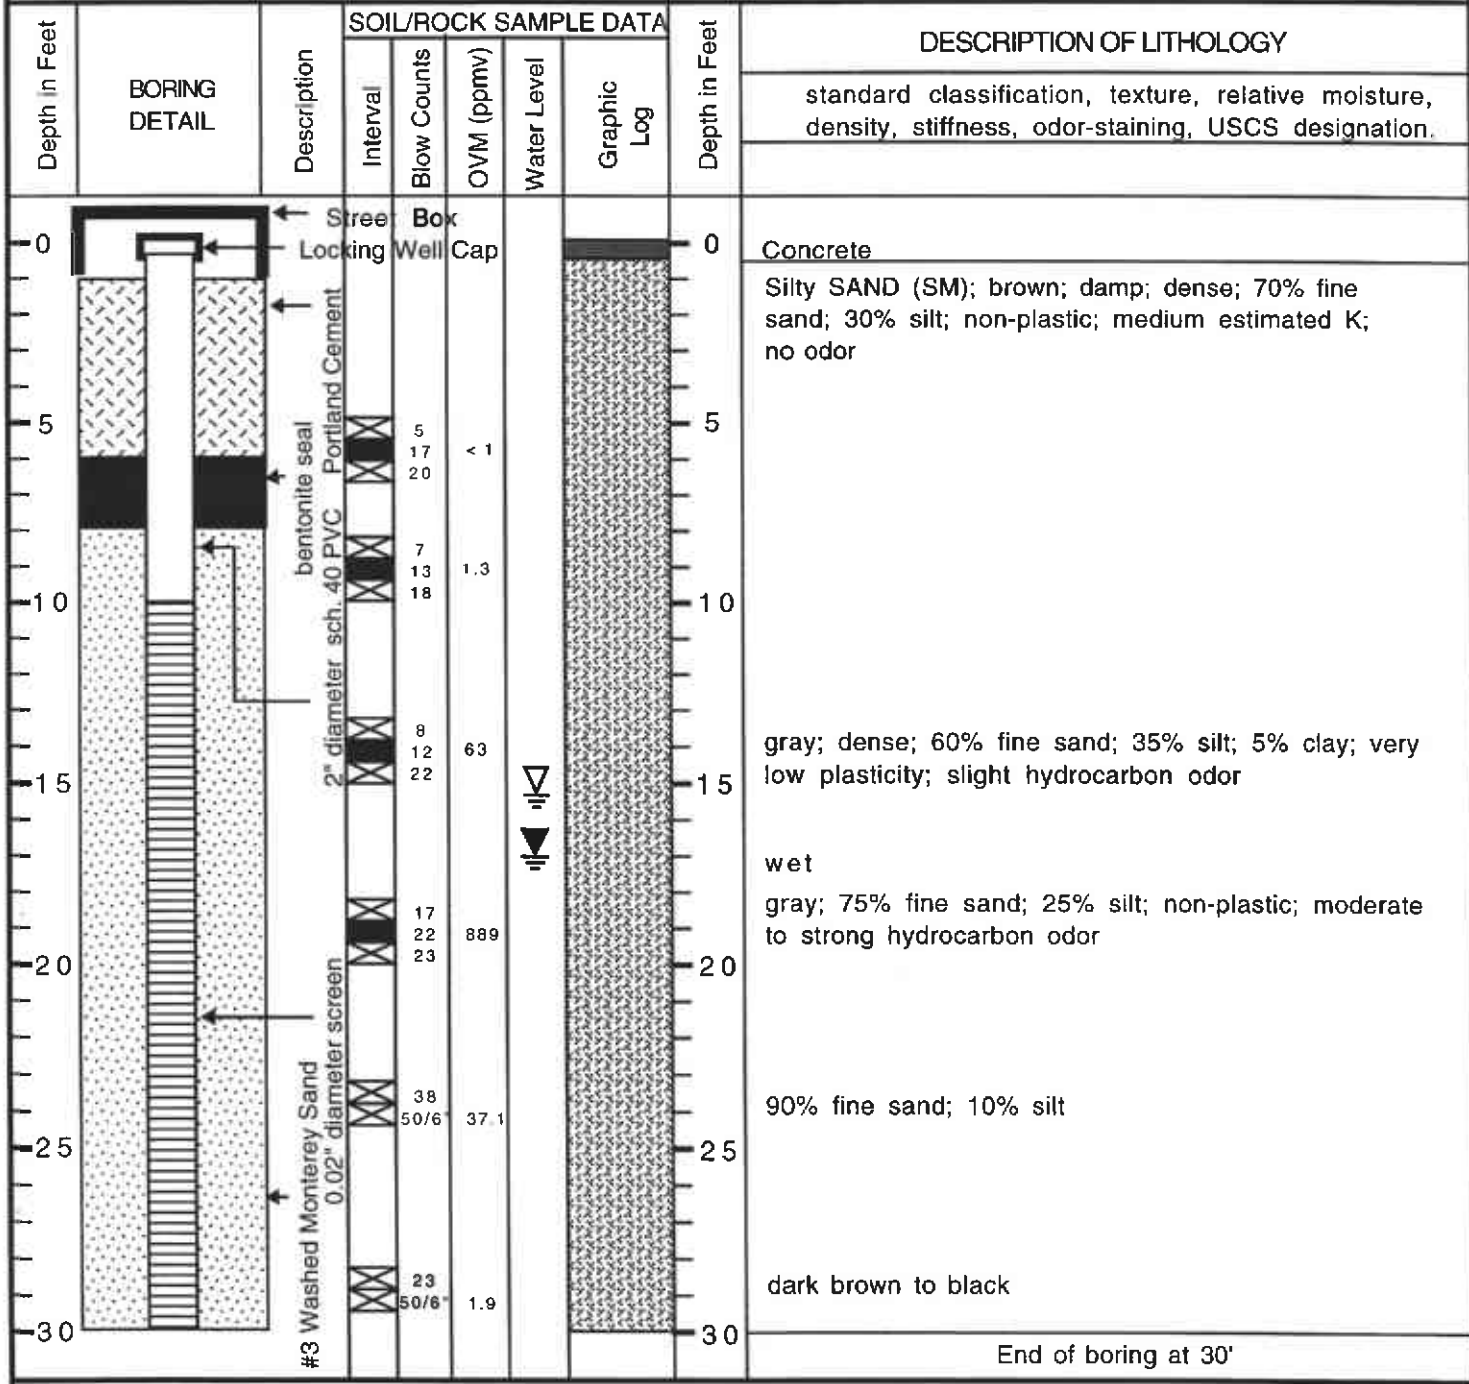 SOIL/ROCK SAMPLE DATA
Depth in Feet
BORING
DETAIL
Description
Interval
Blow Counts
OVM (ppmv)
Water Level
Graphic
Log
Depth in Feet
DESCRIPTION OF LITHOLOGY
standard classification, texture, relative moisture,
density, stiffness, odor-staining, USCS designation.
Street Box
Locking Well Cap
0
5
10
15
20
25
30
Portland Cement
bentonite seal
2" diameter sch. 40 PVC
0.02" diameter screen
#3 Washed Monterey Sand
5
17 < 1
20
7
13 1.3
18
8
12 63
22
17
22 889
23
38
50/6" 37.1
23
50/6" 1.9
0
5
10
15
20
25
30
Concrete
Silty SAND (SM); brown; damp; dense; 70% fine
sand; 30% silt; non-plastic; medium estimated K;
no odor
gray; dense; 60% fine sand; 35% silt; 5% clay; very
low plasticity; slight hydrocarbon odor
wet
gray; 75% fine sand; 25% silt; non-plastic; moderate
to strong hydrocarbon odor
90% fine sand; 10% silt
dark brown to black
End of boring at 30'